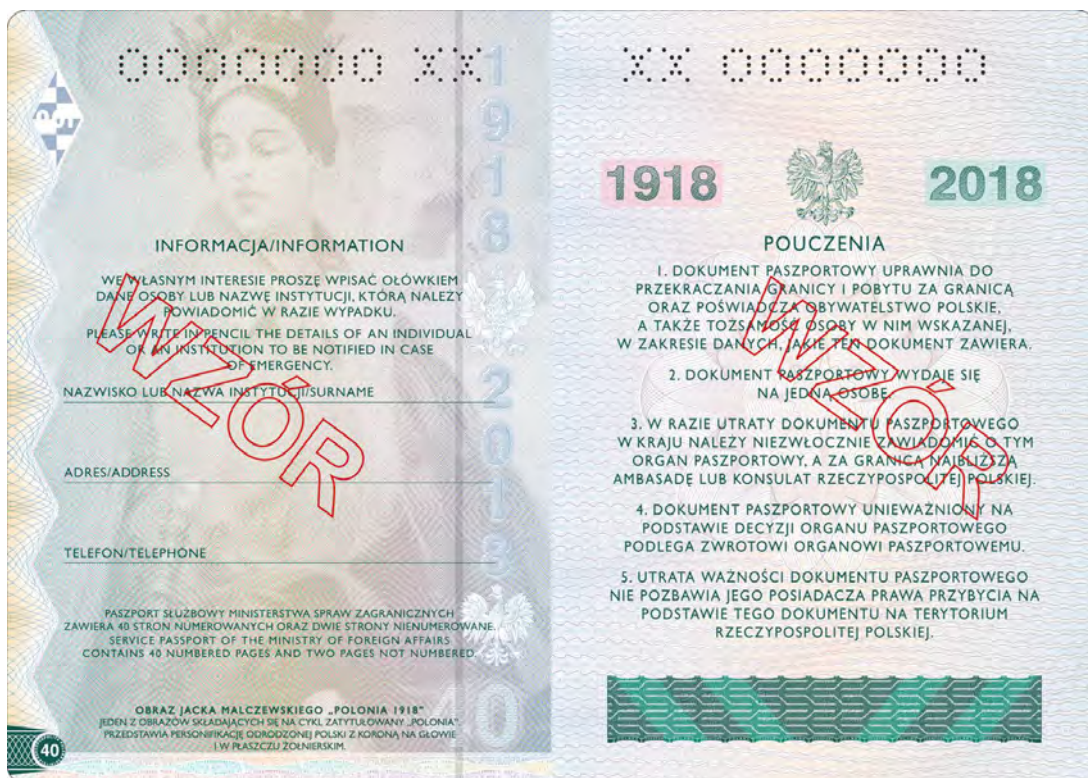 0000000 XX
1918 2018
INFORMACJA/INFORMATION
WE WŁASNYM INTERESIE PROSZĘ WPISAĆ OŁÓWKIEM
DANE OSOBY LUB NAZWĘ INSTYTUCJI, KTÓRĄ NALEŻY
POWIADOMIĆ W RAZIE WYPADKU.
PLEASE WRITE IN PENCIL THE DETAILS OF AN INDIVIDUAL
OR AN INSTITUTION TO BE NOTIFIED IN CASE
OF EMERGENCY.
NAZWISKO LUB NAZWA INSTYTUCJI/SURNAME
ADRES/ADDRESS
TELEFON/TELEPHONE
WZÓR
PASZPORT SŁUŻBOWY MINISTERSTWA SPRAW ZAGRANICZNYCH
ZAWIERA 40 STRON NUMEROWANYCH ORAZ DWIE STRONY NIENUMEROWANE.
SERVICE PASSPORT OF THE MINISTRY OF FOREIGN AFFAIRS
CONTAINS 40 NUMBERED PAGES AND TWO PAGES NOT NUMBERED.
OBRAZ JACKA MALCZEWSKIEGO „POLONIA 1918"
JEDEN Z OBRAZÓW SKŁADAJĄCYCH SIĘ NA CYKL ZATYTUŁOWANY „POLONIA".
PRZEDSTAWIA PERSONIFIKACJĘ ODRODZONEJ POLSKI Z KORONĄ NA GŁOWIE
I W PŁASZCZU ŻOŁNIERSKIM.
40
40
XX 0000000
1918 2018
POUCZENIA
1. DOKUMENT PASZPORTOWY UPRAWNIA DO
PRZEKRACZANIA GRANICY I POBYTU ZA GRANICĄ
ORAZ POŚWIADCZA OBYWATELSTWO POLSKIE,
A TAKŻE TOŻSAMOŚĆ OSOBY W NIM WSKAZANEJ,
W ZAKRESIE DANYCH, JAKIE TEN DOKUMENT ZAWIERA.
2. DOKUMENT PASZPORTOWY WYDAJE SIĘ
NA JEDNĄ OSOBĘ.
3. W RAZIE UTRATY DOKUMENTU PASZPORTOWEGO
W KRAJU NALEŻY NIEZWŁOCZNIE ZAWIADOMIĆ O TYM
ORGAN PASZPORTOWY, A ZA GRANICĄ NAJBLIŻSZĄ
AMBASADĘ LUB KONSULAT RZECZYPOSPOLITEJ POLSKIEJ.
4. DOKUMENT PASZPORTOWY UNIEWAŻNIONY NA
PODSTAWIE DECYZJI ORGANU PASZPORTOWEGO
PODLEGA ZWROTOWI ORGANOWI PASZPORTOWEMU.
5. UTRATA WAŻNOŚCI DOKUMENTU PASZPORTOWEGO
NIE POZBAWIA JEGO POSIADACZA PRAWA PRZYBYCIA NA
PODSTAWIE TEGO DOKUMENTU NA TERYTORIUM
RZECZYPOSPOLITEJ POLSKIEJ.
WZÓR